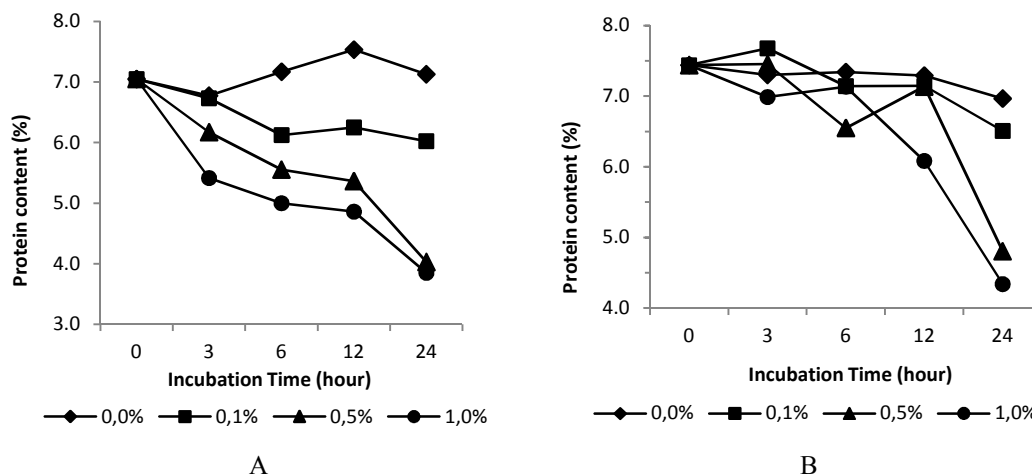 8.0
7.0
6.0
5.0
4.0
3.0
Protein content (%)
0 3 6 12 24
Incubation Time (hour)
0,0% 0,1% 0,5% 1,0%
A
8.0
7.0
6.0
5.0
4.0
Protein content (%)
0 3 6 12 24
Incubation Time (hour)
0,0% 0,1% 0,5% 1,0%
B